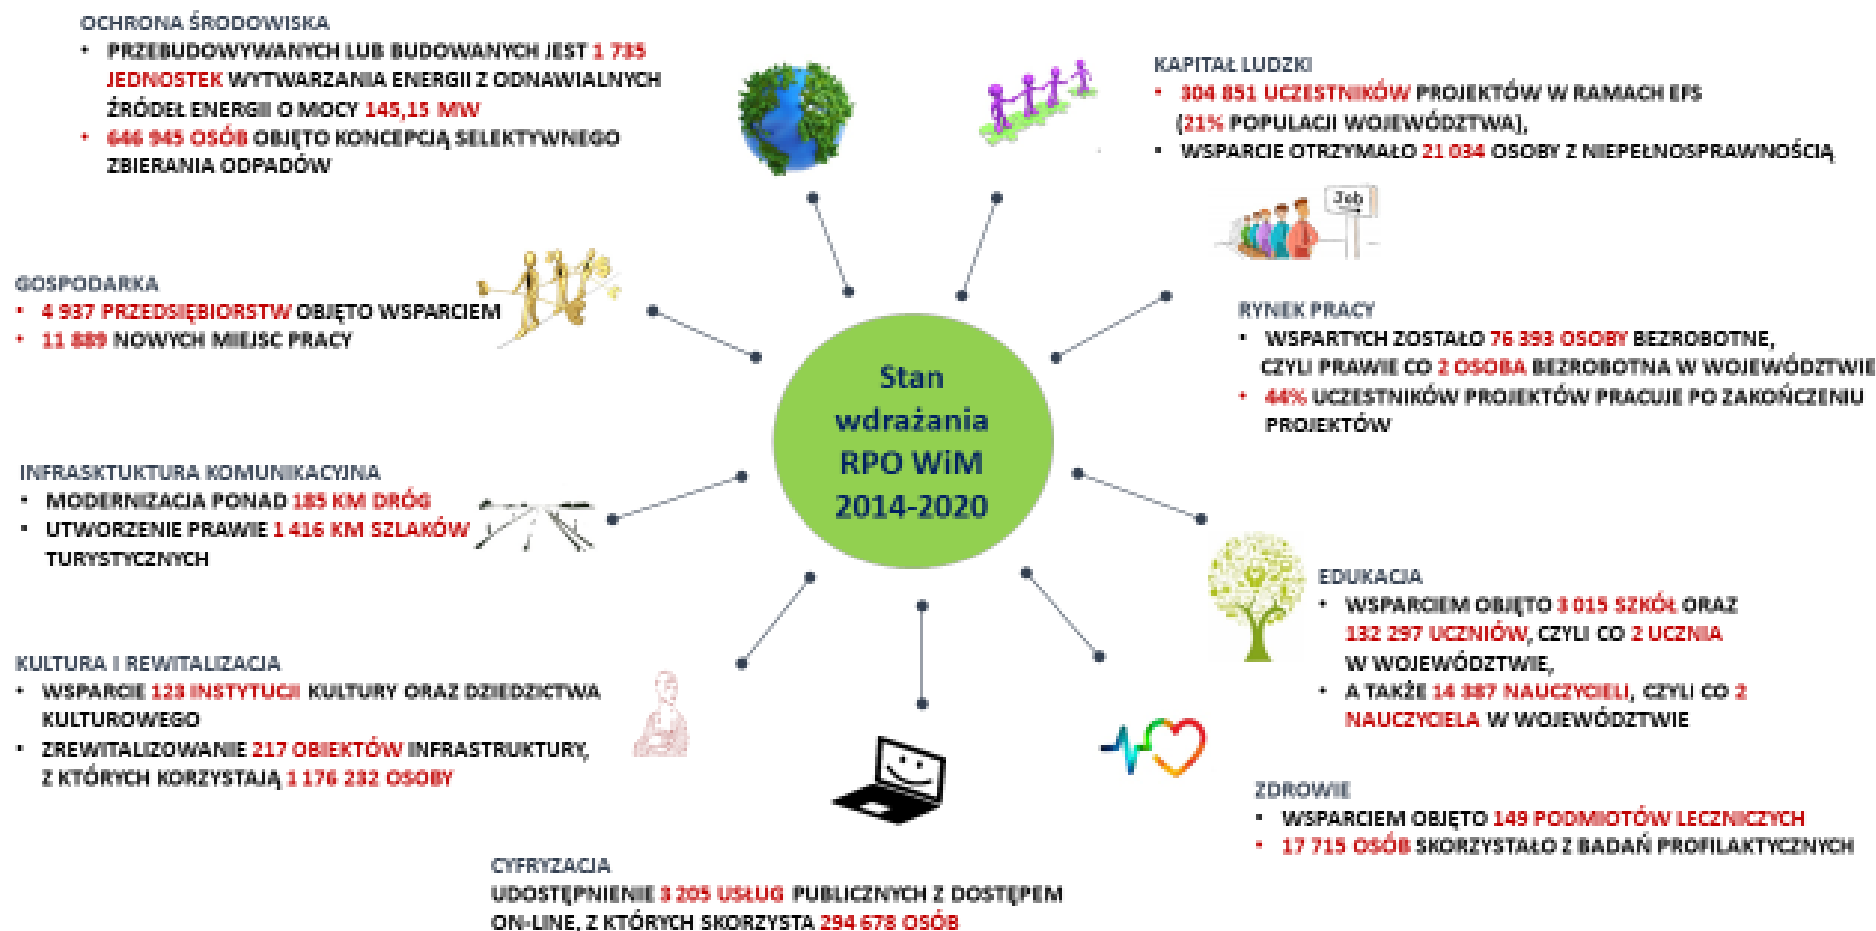 OCHRONA ŚRODOWISKA
• PRZEBUDOWYWANYCH LUB BUDOWANYCH JEST 1 735
JEDNOSTEK WYTWARZANIA ENERGII Z ODNAWIALNYCH
ŹRÓDEŁ ENERGII O MOCY 145,15 MW
• 646 945 OSÓB OBJĘTO KONCEPCJĄ SELEKTYWNEGO
ZBIERANIA ODPADÓW
KAPITAŁ LUDZKI
• 304 851 UCZESTNIKÓW PROJEKTÓW W RAMACH EFS
(21% POPULACJI WOJEWÓDZTWA),
• WSPARCIE OTRZYMAŁO 21 034 OSOBY Z NIEPEŁNOSPRAWNOŚCIĄ
Job
GOSPODARKA
• 4 937 PRZEDSIĘBIORSTW OBJĘTO WSPARCIEM
• 11 889 NOWYCH MIEJSC PRACY
RYNEK PRACY
• WSPARTYCH ZOSTAŁO 76 393 OSOBY BEZROBOTNE,
CZYLI PRAWIE CO 2 OSOBA BEZROBOTNA W WOJEWÓDZTWIE
• 44% UCZESTNIKÓW PROJEKTÓW PRACUJE PO ZAKOŃCZENIU
PROJEKTÓW
Stan
wdrażania
RPO WiM
2014-2020
INFRASKTUKTURA KOMUNIKACYJNA
• MODERNIZACJA PONAD 185 KM DRÓG
• UTWORZENIE PRAWIE 1 416 KM SZLAKÓW
TURYSTYCZNYCH
EDUKACJA
• WSPARCIEM OBJĘTO 3 015 SZKÓŁ ORAZ
132 297 UCZNIÓW, CZYLI CO 2 UCZNIA
W WOJEWÓDZTWIE,
• A TAKŻE 14 387 NAUCZYCIELI, CZYLI CO 2
NAUCZYCIELA W WOJEWÓDZTWIE
KULTURA I REWITALIZACJA
• WSPARCIE 123 INSTYTUCJI KULTURY ORAZ DZIEDZICTWA
KULTUROWEGO
• ZREWITALIZOWANIE 217 OBIEKTÓW INFRASTRUKTURY,
Z KTÓRYCH KORZYSTAJĄ 1 176 232 OSOBY
ZDROWIE
• WSPARCIEM OBJĘTO 149 PODMIOTÓW LECZNICZYCH
• 17 715 OSÓB SKORZYSTAŁO Z BADAŃ PROFILAKTYCZNYCH
CYFRYZACJA
UDOSTĘPNIENIE 3 205 USŁUG PUBLICZNYCH Z DOSTĘPEM
ON-LINE, Z KTÓRYCH SKORZYSTA 294 678 OSÓB